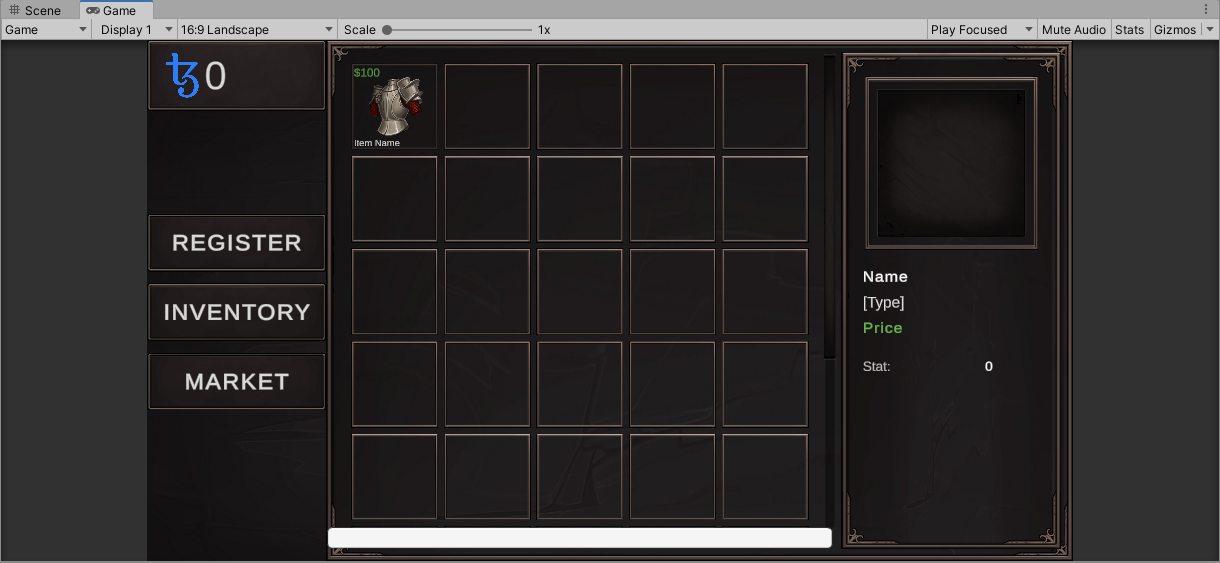 Scene
Game
Game
Display 1
16:9 Landscape
Scale
1x
Play Focused
Mute Audio
Stats
Gizmos
ꜩ 0
REGISTER
INVENTORY
MARKET
$100
Item Name
Name
[Type]
Price
Stat: 0